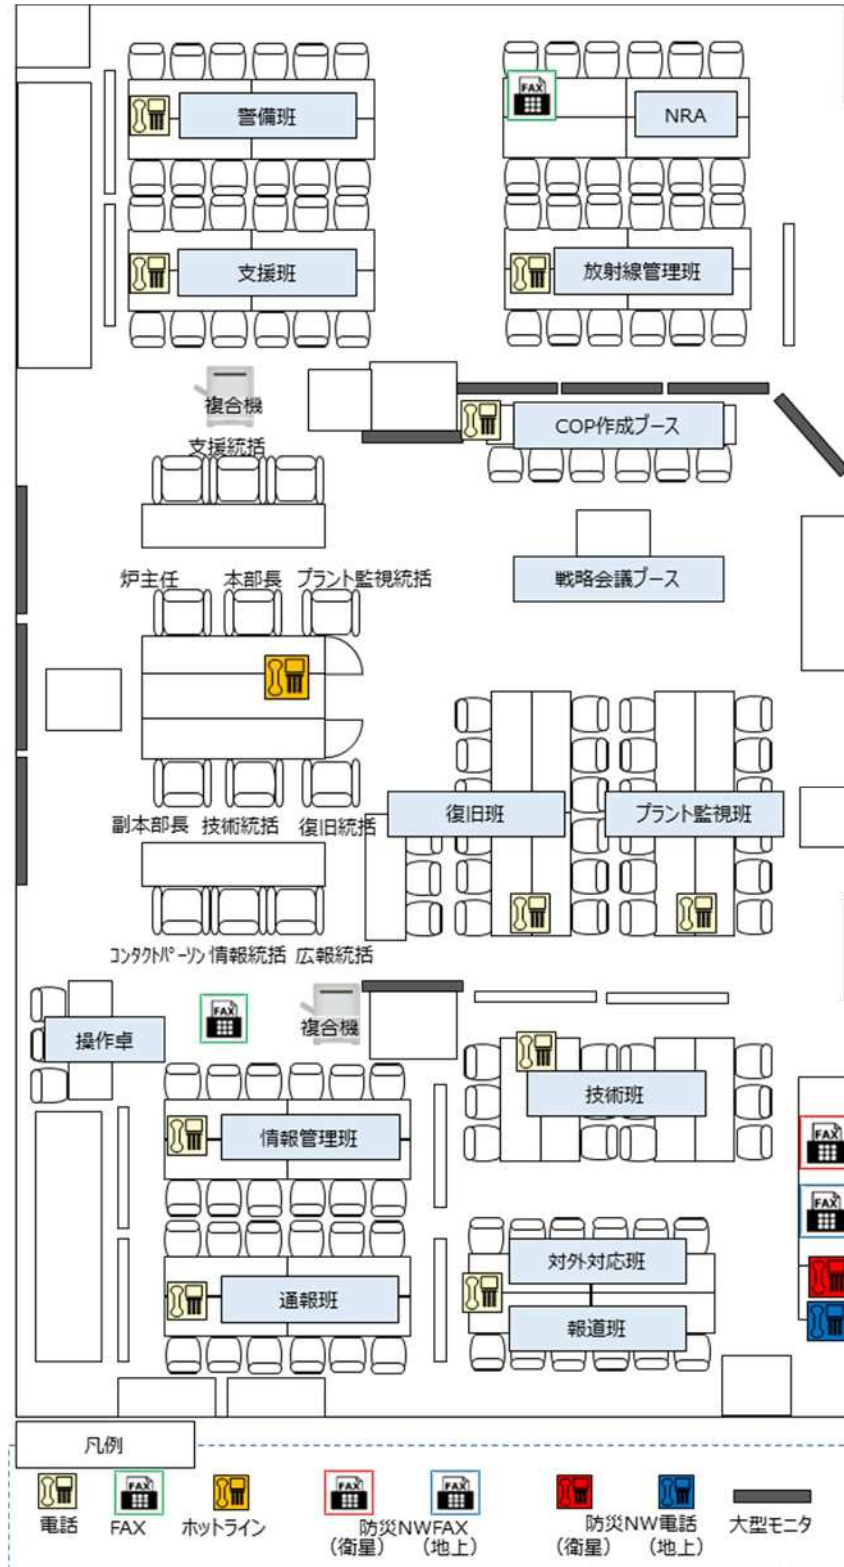 警備班
FAX
NRA
支援班
放射線管理班
複合機
COP作成ブース
支援統括
戦略会議ブース
炉主任
本部長
プラント監視統括
復旧班
プラント監視班
副本部長
技術統括
復旧統括
コンタクトパーソン
情報統括
広報統括
FAX
複合機
操作卓
技術班
情報管理班
FAX
FAX
対外対応班
通報班
報道班
凡例
FAX
FAX
FAX
電話
FAX
ホットライン
防災NWFAX
(衛星)
(地上)
防災NW電話
(衛星)
(地上)
大型モニタ